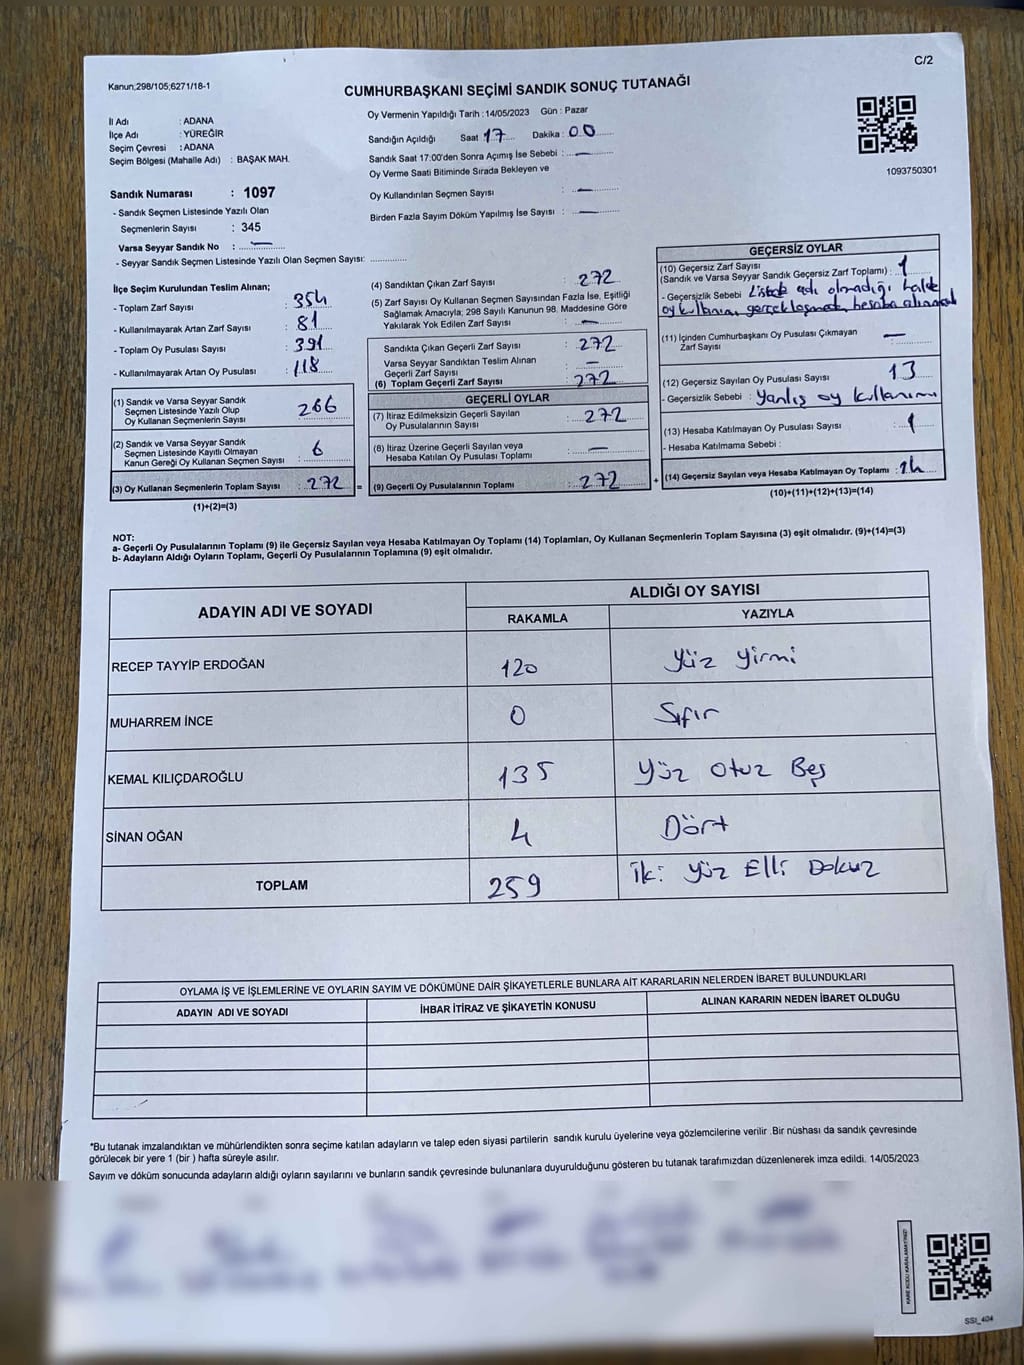 C/2
Kanun;298/105;6271/18-1
CUMHURBAŞKANI SEÇİMİ SANDIK SONUÇ TUTANAĞI
İl Adı : ADANA
İlçe Adı : YÜREĞİR
Seçim Çevresi : ADANA
Seçim Bölgesi (Mahalle Adı) : BAŞAK MAH.
Sandık Numarası : 1097
- Sandık Seçmen Listesinde Yazılı Olan
Seçmenlerin Sayısı : 345
Varsa Seyyar Sandık No : —
- Seyyar Sandık Seçmen Listesinde Yazılı Olan Seçmen Sayısı: ..............
Oy Vermenin Yapıldığı Tarih :14/05/2023 Gün : Pazar
Sandığın Açıldığı Saat 17 Dakika : 00
Sandık Saat 17:00'den Sonra Açımış İse Sebebi : —
Oy Verme Saati Bitiminde Sırada Bekleyen ve
Oy Kullandırılan Seçmen Sayısı : —
Birden Fazla Sayım Döküm Yapılmış İse Sayısı : —
1093750301
İlçe Seçim Kurulundan Teslim Alınan;
- Toplam Zarf Sayısı : 354
- Kullanılmayarak Artan Zarf Sayısı : 81
- Toplam Oy Pusulası Sayısı : 391
- Kullanılmayarak Artan Oy Pusulası : 118
(1) Sandık ve Varsa Seyyar Sandık
Seçmen Listesinde Yazılı Olup
Oy Kullanan Seçmenlerin Sayısı : 266
(2) Sandık ve Varsa Seyyar Sandık
Seçmen Listesinde Kayıtlı Olmayan
Kanun Gereği Oy Kullanan Seçmen Sayısı : 6
(3) Oy Kullanan Seçmenlerin Toplam Sayısı : 272 =
(1)+(2)=(3)
(4) Sandıktan Çıkan Zarf Sayısı : 272
(5) Zarf Sayısı Oy Kullanan Seçmen Sayısından Fazla İse, Eşitliği
Sağlamak Amacıyla; 298 Sayılı Kanunun 98. Maddesine Göre
Yakılarak Yok Edilen Zarf Sayısı : —
Sandıkta Çıkan Geçerli Zarf Sayısı : 272
Varsa Seyyar Sandıktan Teslim Alınan
Geçerli Zarf Sayısı : —
(6) Toplam Geçerli Zarf Sayısı : 272
GEÇERLİ OYLAR
(7) İtiraz Edilmeksizin Geçerli Sayılan
Oy Pusulasının Sayısı : 272
(8) İtiraz Üzerine Geçerli Sayılan veya
Hesaba Katılan Oy Pusulası Toplamı : —
(9) Geçerli Oy Pusulalarının Toplamı : 272 +
GEÇERSİZ OYLAR
(10) Geçersiz Zarf Sayısı
(Sandık ve Varsa Seyyar Sandık Geçersiz Zarf Toplamı) : 1
- Geçersizlik Sebebi : Listede adı olmadığı halde
oy kullanımı hesaba
(11) İçinden Cumhurbaşkanı Oy Pusulası Çıkmayan
Zarf Sayısı : —
(12) Geçersiz Sayılan Oy Pusulası Sayısı : 13
- Geçersizlik Sebebi : Yanlış oy kullanımı
(13) Hesaba Katılmayan Oy Pusulası Sayısı : 1
- Hesaba Katılmama Sebebi :
(14) Geçersiz Sayılan veya Hesaba Katılmayan Oy Toplamı : 14
(10)+(11)+(12)+(13)=(14)
NOT:
a- Geçerli Oy Pusulalarının Toplamı (9) ile Geçersiz Sayılan veya Hesaba Katılmayan Oy Toplamı (14) Toplamları, Oy Kullanan Seçmenlerin Toplam Sayısına (3) eşit olmalıdır. (9)+(14)=(3)
b- Adayların Aldığı Oyların Toplamı, Geçerli Oy Pusulalarının Toplamına (9) eşit olmalıdır.
ADAYIN ADI VE SOYADI ALDIĞI OY SAYISI
RAKAMLA YAZIYLA
RECEP TAYYİP ERDOĞAN 120 Yüz Yirmi
MUHARREM İNCE 0 Sıfır
KEMAL KILIÇDAROĞLU 135 Yüz Otuz Beş
SİNAN OĞAN 4 Dört
TOPLAM 259 İki Yüz Elli Dokuz
OYLAMA İŞ VE İŞLEMLERİNE VE OYLARIN SAYIM VE DÖKÜMÜNE DAİR ŞİKAYETLERLE BUNLARA AİT KARARLARIN NELERDEN İBARET BULUNDUKLARI
ADAYIN ADI VE SOYADI İHBAR İTİRAZ VE ŞİKAYETİN KONUSU ALINAN KARARIN NEDEN İBARET OLDUĞU
*Bu tutanak imzalandıktan ve mühürlendikten sonra seçime katılan adayların ve talep eden siyasi partilerin sandık kurulu üyelerine veya gözlemcilerine verilir .Bir nüshası da sandık çevresinde
görülecek bir yere 1 (bir ) hafta süreyle asılır.
Sayım ve döküm sonucunda adayların aldığı oyların sayılarını ve bunların sandık çevresinde bulunanlara duyurulduğunu gösteren bu tutanak tarafımızdan düzenlenerek imza edildi. 14/05/2023
KARE KODU KARALAMAYINIZ!
SSI_404